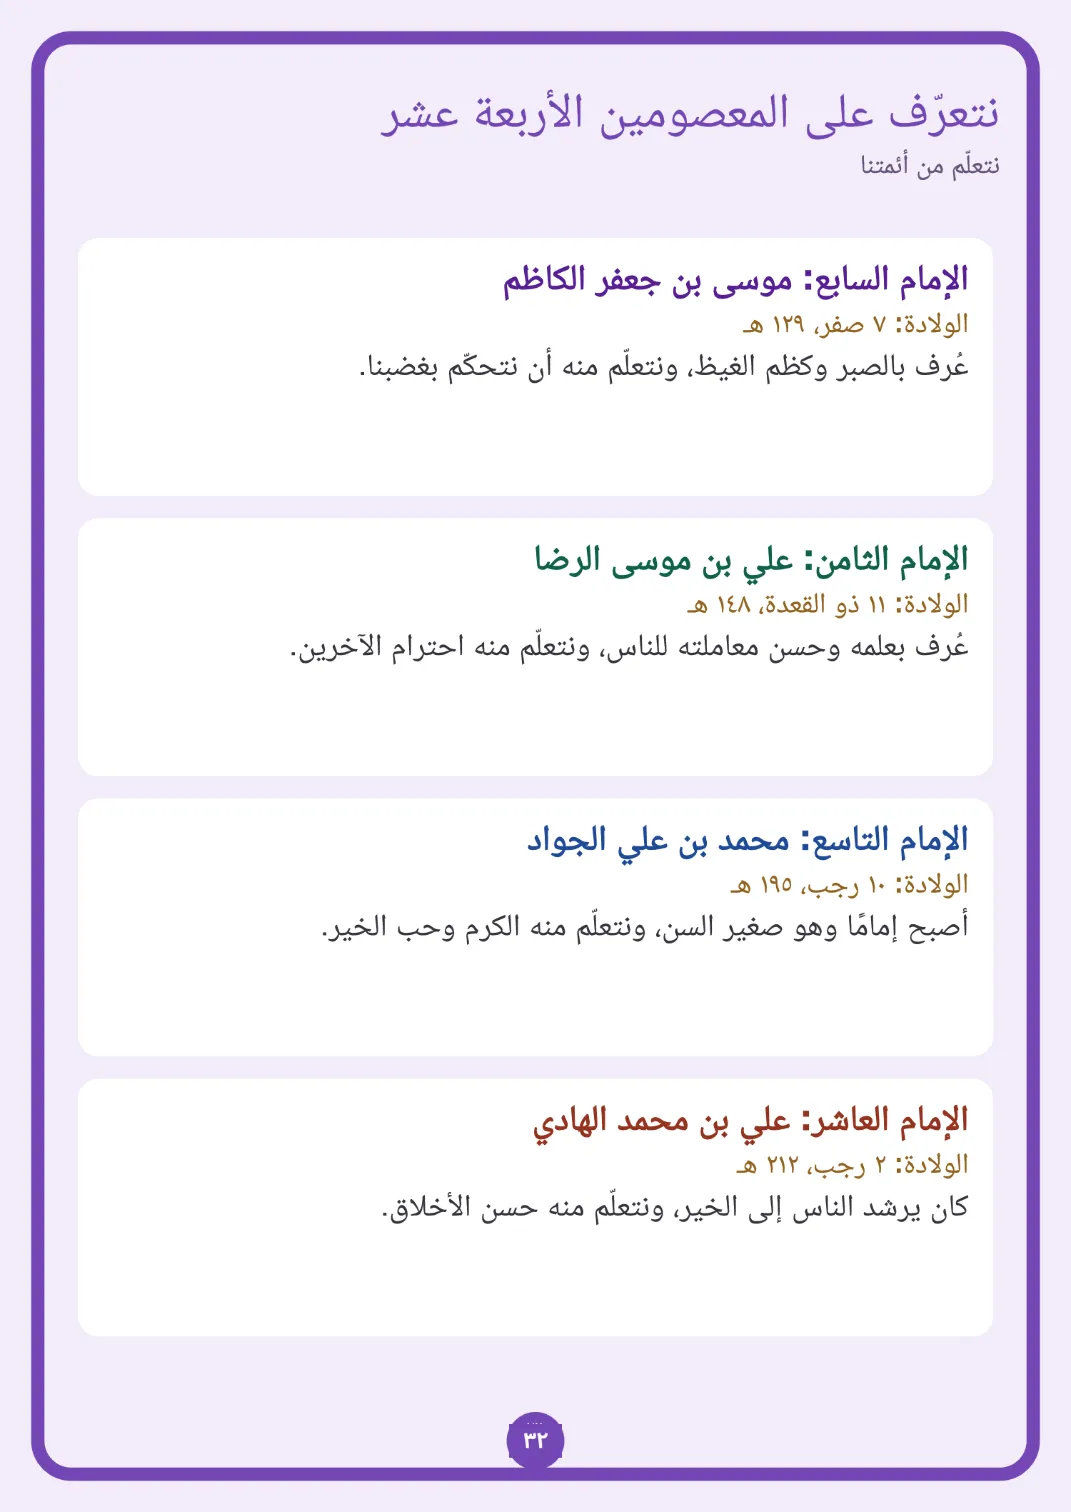 نتعرّف على المعصومين الأربعة عشر
نتعلّم من أئمتنا
الإمام السابع: موسى بن جعفر الكاظم
الولادة: ٧ صفر، ١٢٩ هـ
عُرف بالصبر وكظم الغيظ، ونتعلّم منه أن نتحكّم بغضبنا.
الإمام الثامن: علي بن موسى الرضا
الولادة: ١١ ذو القعدة، ١٤٨ هـ
عُرف بعلمه وحسن معاملته للناس، ونتعلّم منه احترام الآخرين.
الإمام التاسع: محمد بن علي الجواد
الولادة: ١٠ رجب، ١٩٥ هـ
أصبح إمامًا وهو صغير السن، ونتعلّم منه الكرم وحب الخير.
الإمام العاشر: علي بن محمد الهادي
الولادة: ٢ رجب، ٢١٢ هـ
كان يرشد الناس إلى الخير، ونتعلّم منه حسن الأخلاق.
٣٢